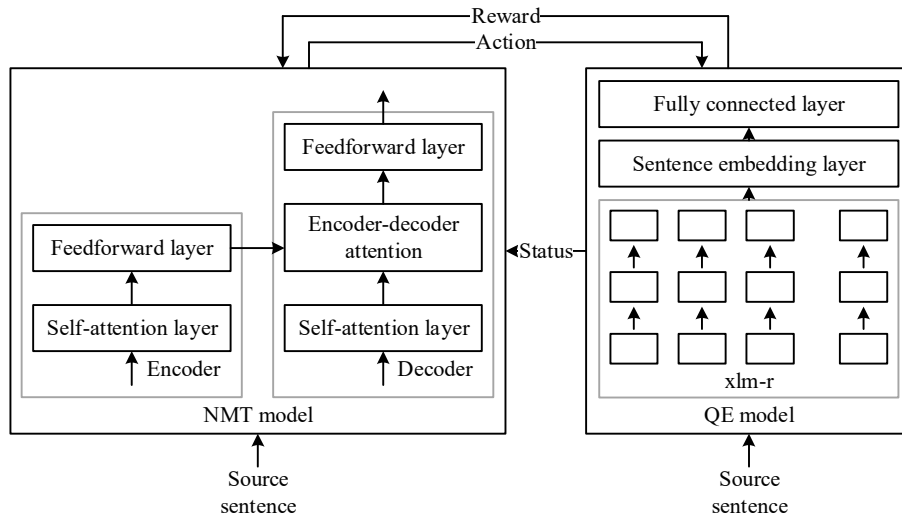 Reward
Action
Feedforward layer
Encoder-decoder
attention
Self-attention layer
Decoder
Feedforward layer
Self-attention layer
Encoder
NMT model
Source
sentence
Status
Fully connected layer
Sentence embedding layer
xlm-r
QE model
Source
sentence